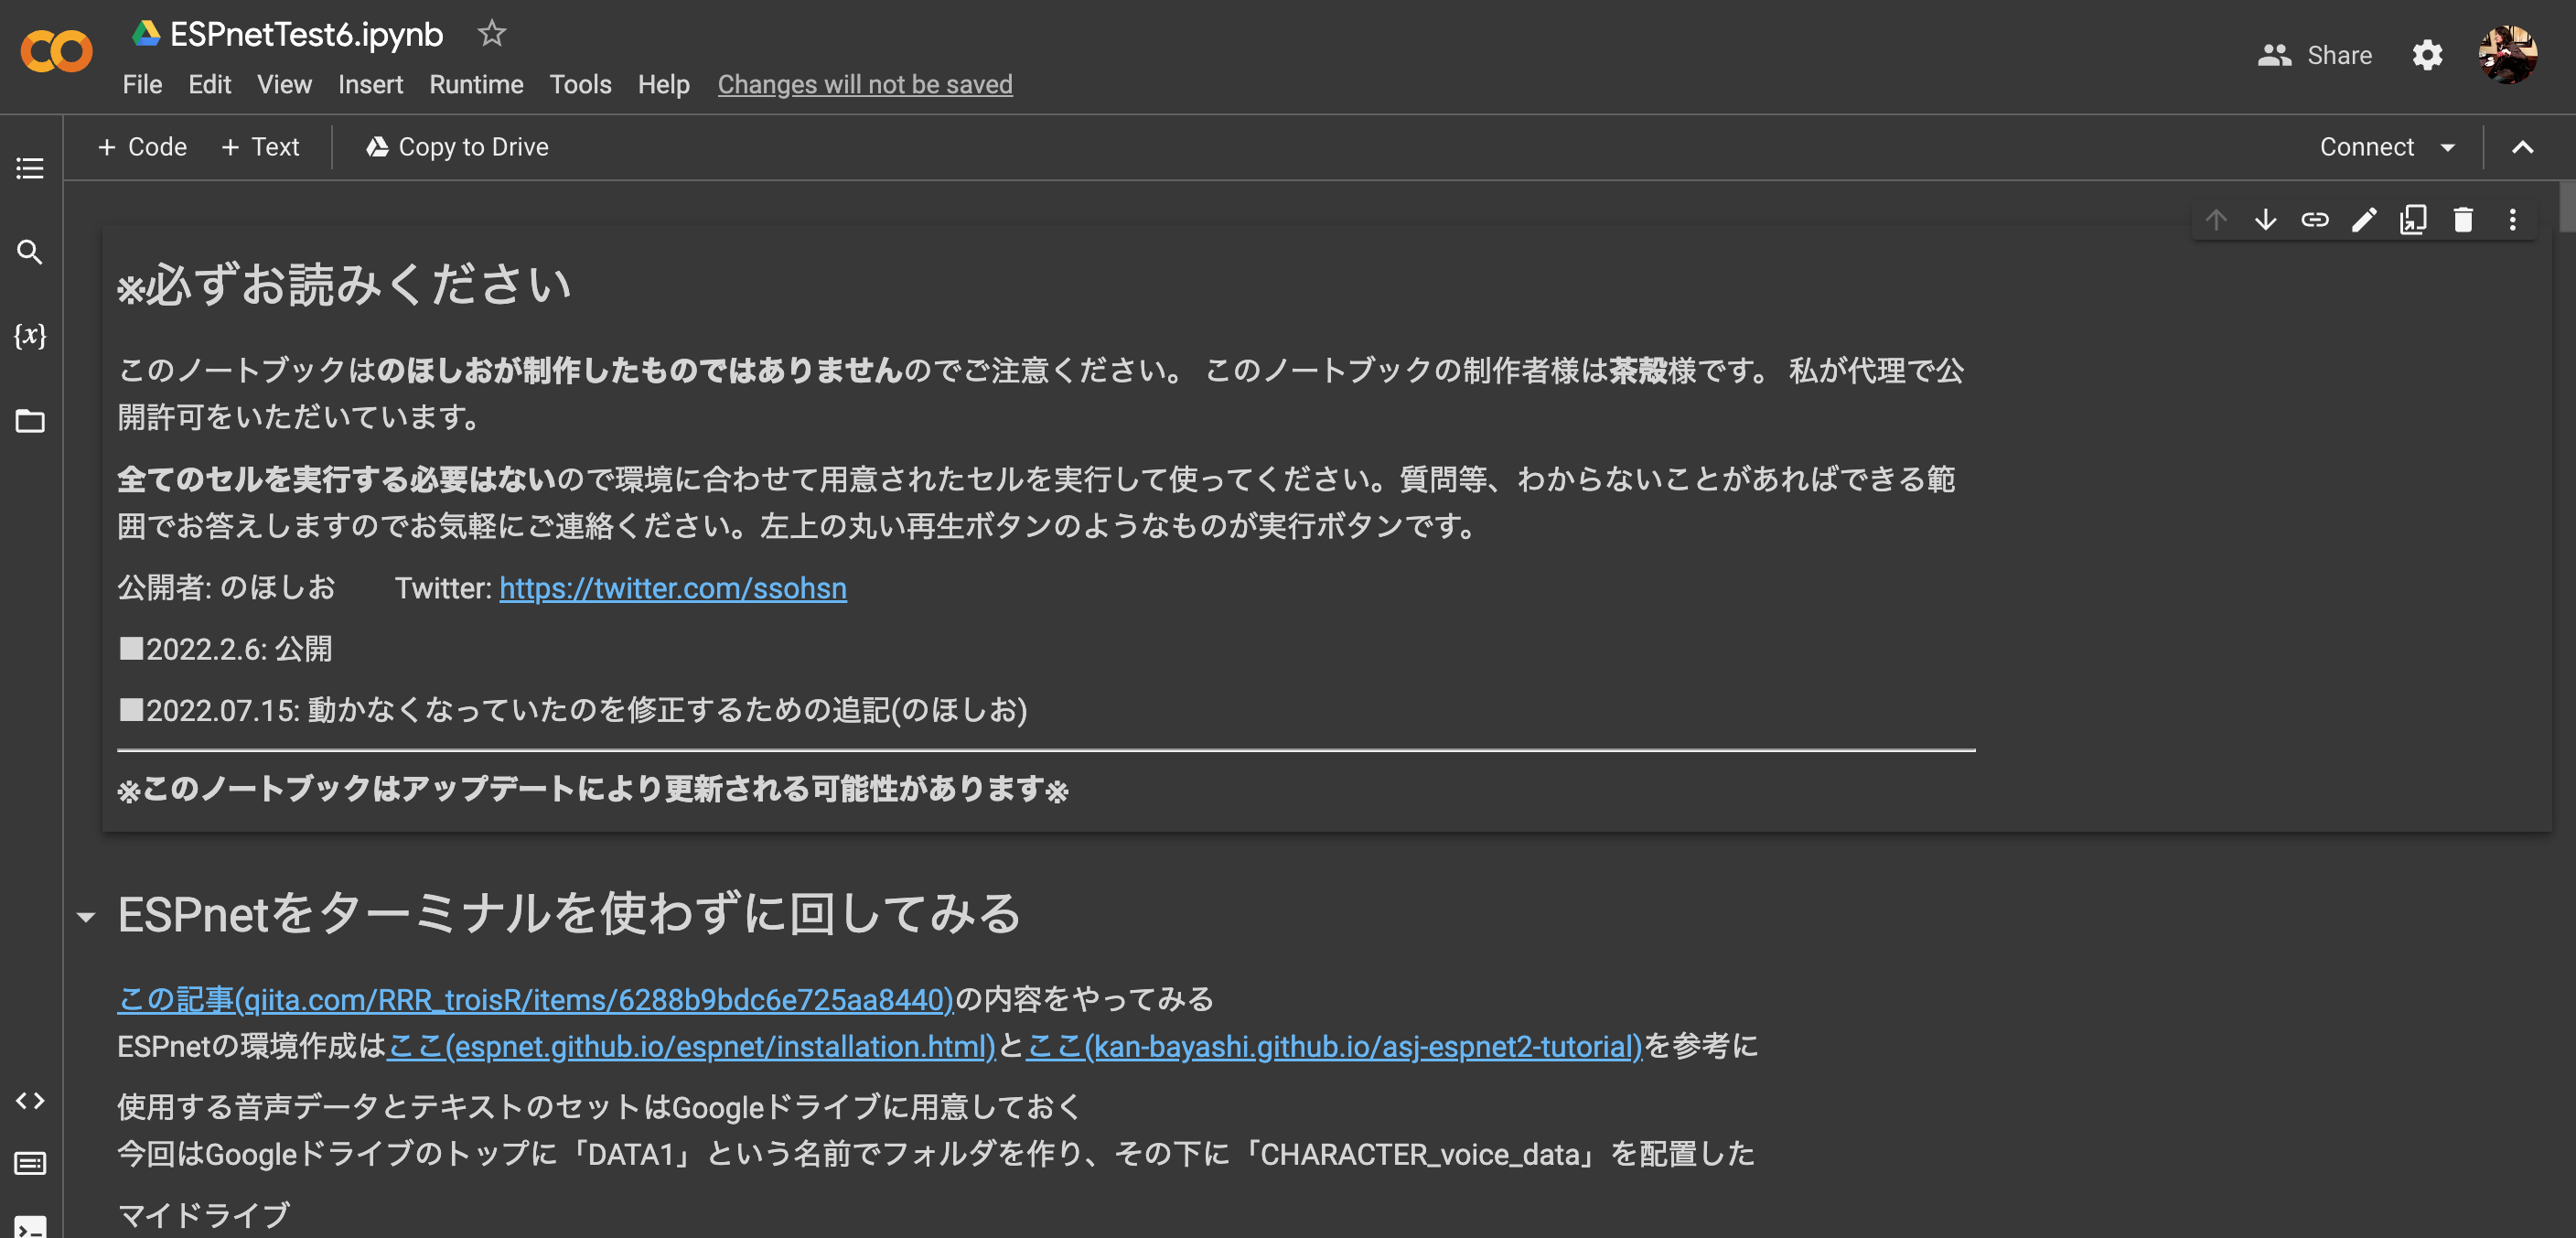 ESPnetTest6.ipynb
File Edit View Insert Runtime Tools Help Changes will not be saved
Share
+ Code + Text Copy to Drive
Connect
{x}
※必ずお読みください
このノートブックはのほしおが制作したものではありませんのでご注意ください。 このノートブックの制作者様は茶殻様です。 私が代理で公
開許可をいただいています。
全てのセルを実行する必要はないので環境に合わせて用意されたセルを実行して使ってください。質問等、わからないことがあればできる範
囲でお答えしますのでお気軽にご連絡ください。左上の丸い再生ボタンのようなものが実行ボタンです。
公開者: のほしお　　Twitter: https://twitter.com/ssohsn
■2022.2.6: 公開
■2022.07.15: 動かなくなっていたのを修正するための追記(のほしお)
※このノートブックはアップデートにより更新される可能性があります※
ESPnetをターミナルを使わずに回してみる
この記事(qiita.com/RRR_troisR/items/6288b9bdc6e725aa8440)の内容をやってみる
ESPnetの環境作成はここ(espnet.github.io/espnet/installation.html)とここ(kan-bayashi.github.io/asj-espnet2-tutorial)を参考に
使用する音声データとテキストのセットはGoogleドライブに用意しておく
今回はGoogleドライブのトップに「DATA1」という名前でフォルダを作り、その下に「CHARACTER_voice_data」を配置した
マイドライブ